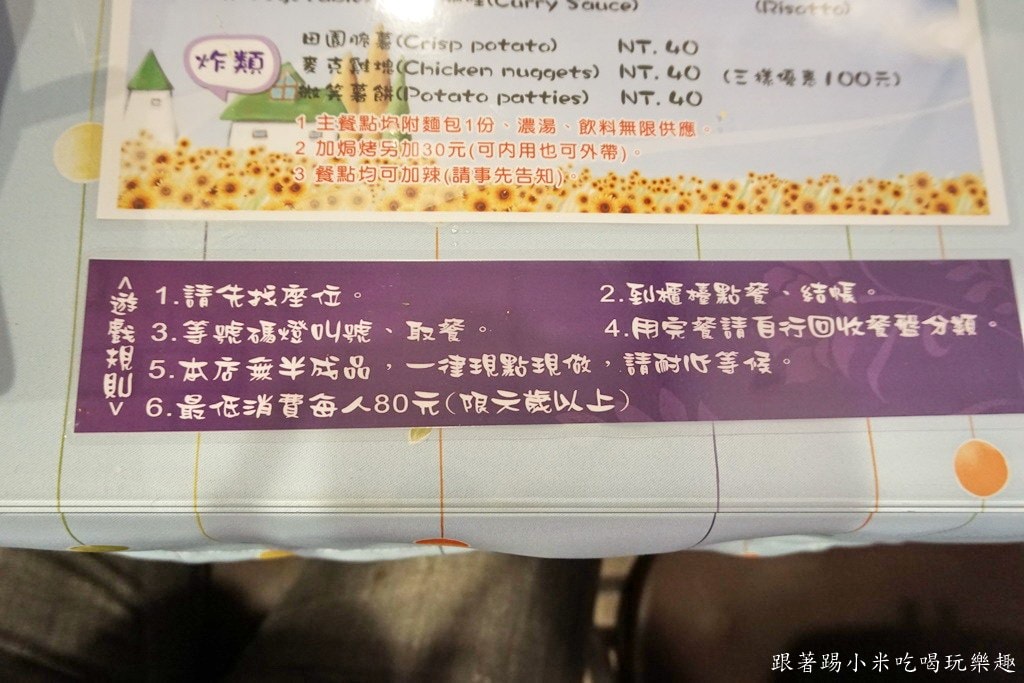 (Curry Sauce)
(Risotto)
炸類
田園脆薯(Crisp potato) NT. 40
麥克雞塊(Chicken nuggets) NT. 40 (三樣優惠100元)
微笑薯餅(Potato patties) NT. 40
1 主餐點均附麵包1份、濃湯、飲料無限供應。
2 加焗烤另加30元(可内用也可外帶)。
3 餐點均可加辣(請事先告知)。
<遊戲規則>
1.請先找座位。 2.到櫃檯點餐、結帳。
3.等號碼燈叫號、取餐。 4.用完餐請自行回收餐盤分類。
5.本店無半成品，一律現點現做，請耐心等候。
6.最低消費每人80元(限六歲以上)
跟著踢小米吃喝玩樂趣